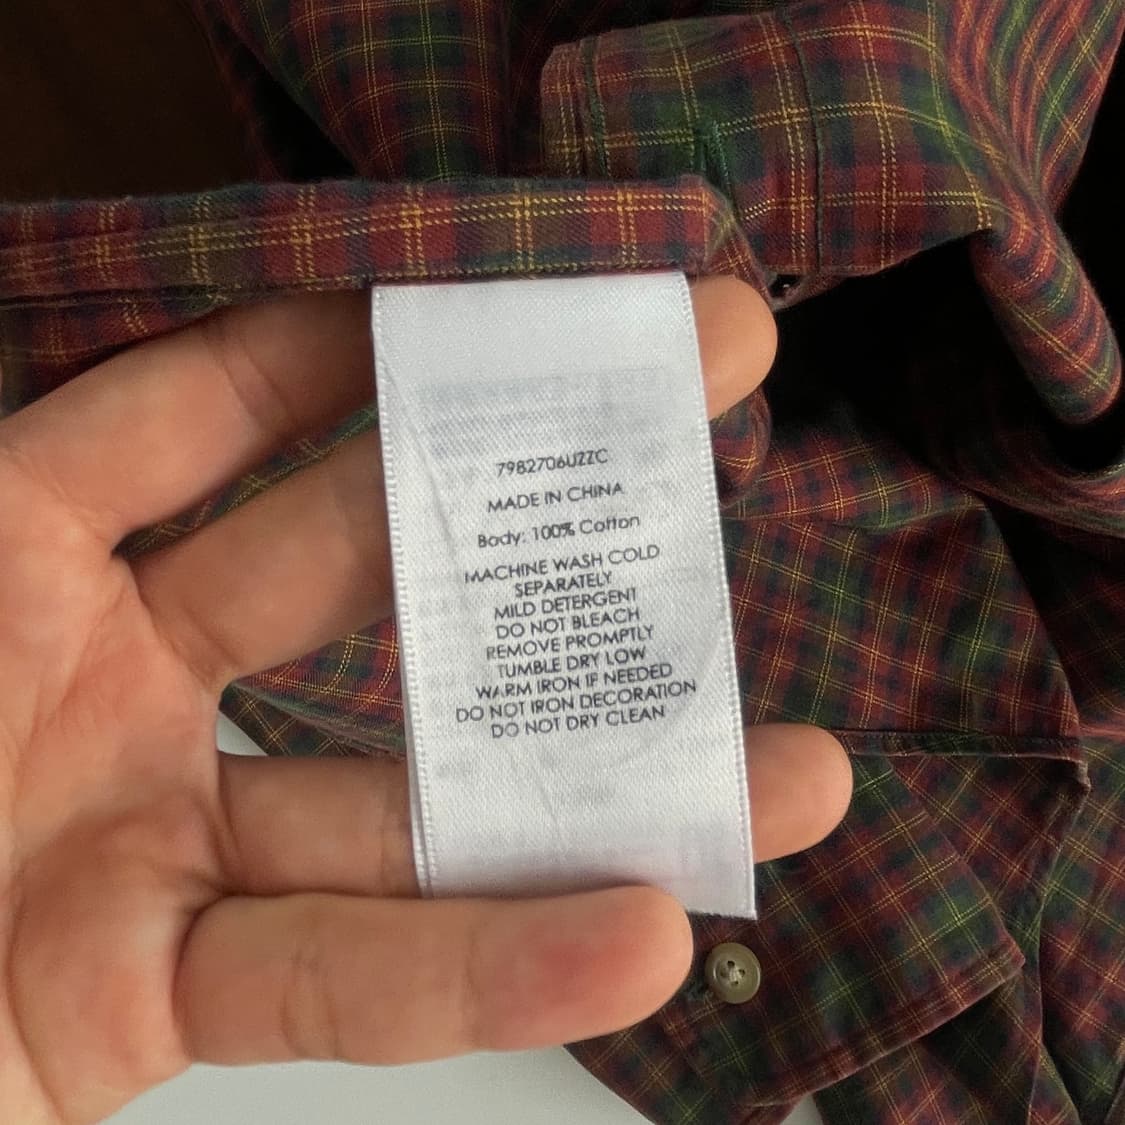 7982706UZZC
MADE IN CHINA
Body: 100% Cotton
MACHINE WASH COLD
SEPARATELY
MILD DETERGENT
DO NOT BLEACH
REMOVE PROMPTLY
TUMBLE DRY LOW
WARM IRON IF NEEDED
DO NOT IRON DECORATION
DO NOT DRY CLEAN